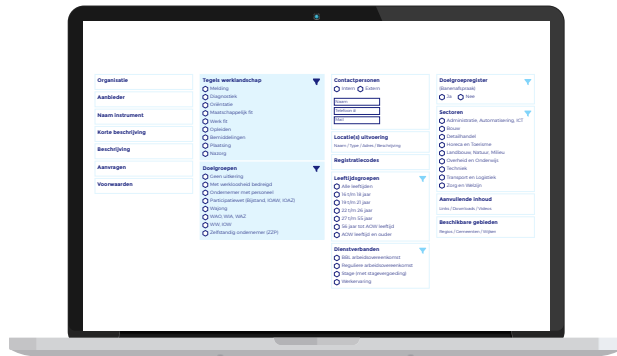 Organisatie
Aanbieder
Naam instrument
Korte beschrijving
Beschrijving
Aanvragen
Voorwaarden
Tegels werklandschap
Melding
Diagnostiek
Oriëntatie
Maatschappelijk fit
Werk fit
Opleiden
Bemiddelingen
Plaatsing
Nazorg
Doelgroepen
Geen uitkering
Met werkloosheid bedreigd
Ondernemer met personeel
Participatiewet (Bijstand, IOAW, IOAZ)
Wajong
WAO, WIA, WAZ
WW, IOW
Zelfstandig ondernemer (ZZP)
Contactpersonen
Intern Extern
Naam
Telefoon &
Mail
Locatie(s) uitvoering
Naam / Type / Adres / Beschrijving
Registratiecodes
Leeftijdsgroepen
Alle leeftijden
16 t/m 18 jaar
19 t/m 21 jaar
22 t/m 26 jaar
27 t/m 55 jaar
56 jaar tot AOW leeftijd
AOW leeftijd en ouder
Dienstverbanden
BBL arbeidsovereenkomst
Reguliere arbeidsovereenkomst
Stage (met stagevergoeding)
Werkervaring
Doelgroepregister
(Banenafspraak)
Ja Nee
Sectoren
Administratie, Automatisering, ICT
Bouw
Detailhandel
Horeca en Toerisme
Landbouw, Natuur, Milieu
Overheid en Onderwijs
Techniek
Transport en Logistiek
Zorg en Welzijn
Aanvullende inhoud
Links / Downloads / Videos
Beschikbare gebieden
Regio / Gemeenten / Wijken